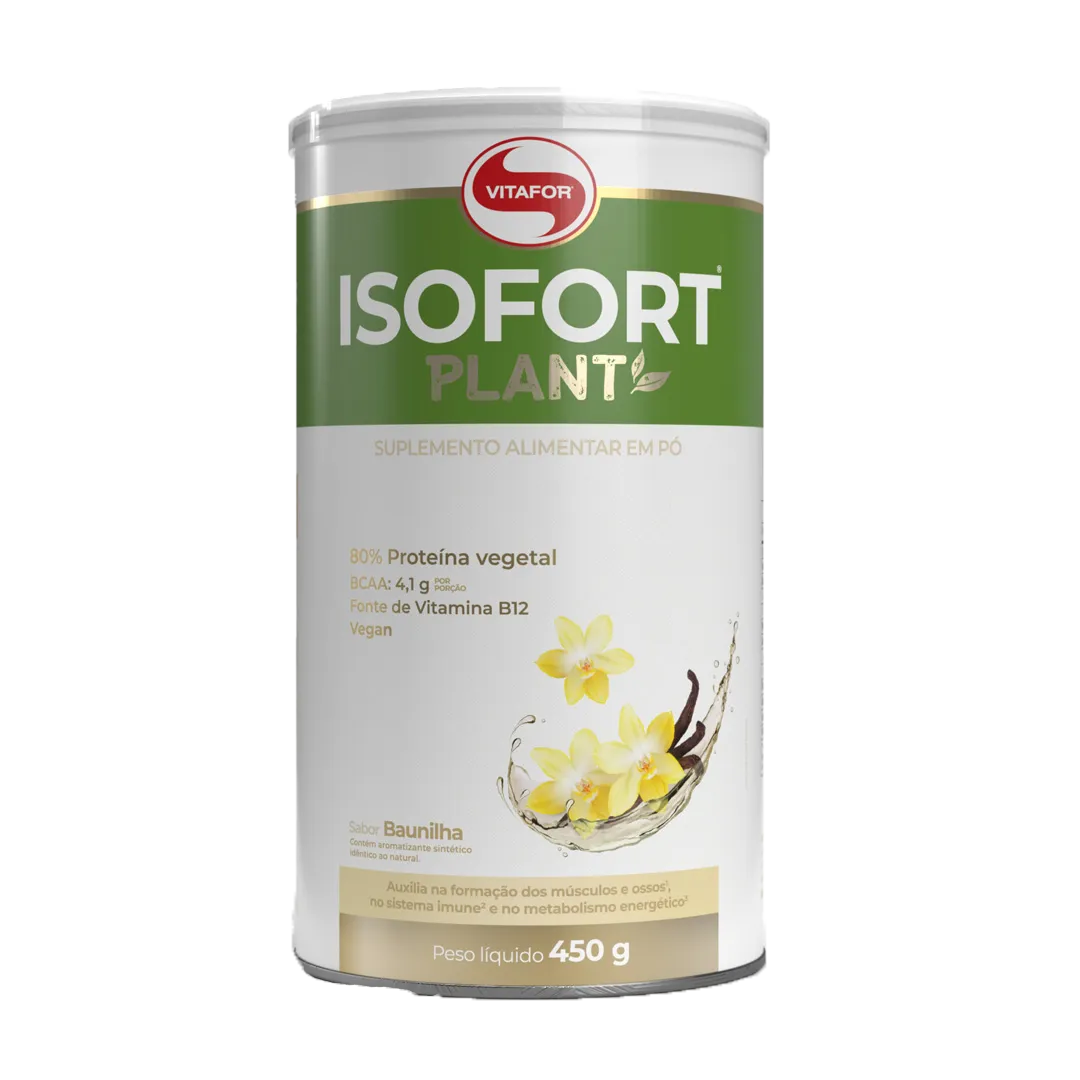 VITAFOR®
ISOFORT®
PLANT
SUPLEMENTO ALIMENTAR EM PÓ
80% Proteína vegetal
BCAA: 4,1 g POR PORÇÃO
Fonte de Vitamina B12
Vegan
Sabor Baunilha
Contém aromatizante sintético
idêntico ao natural.
Auxilia na formação dos músculos e ossos¹,
no sistema imune² e no metabolismo energético³
Peso líquido 450 g